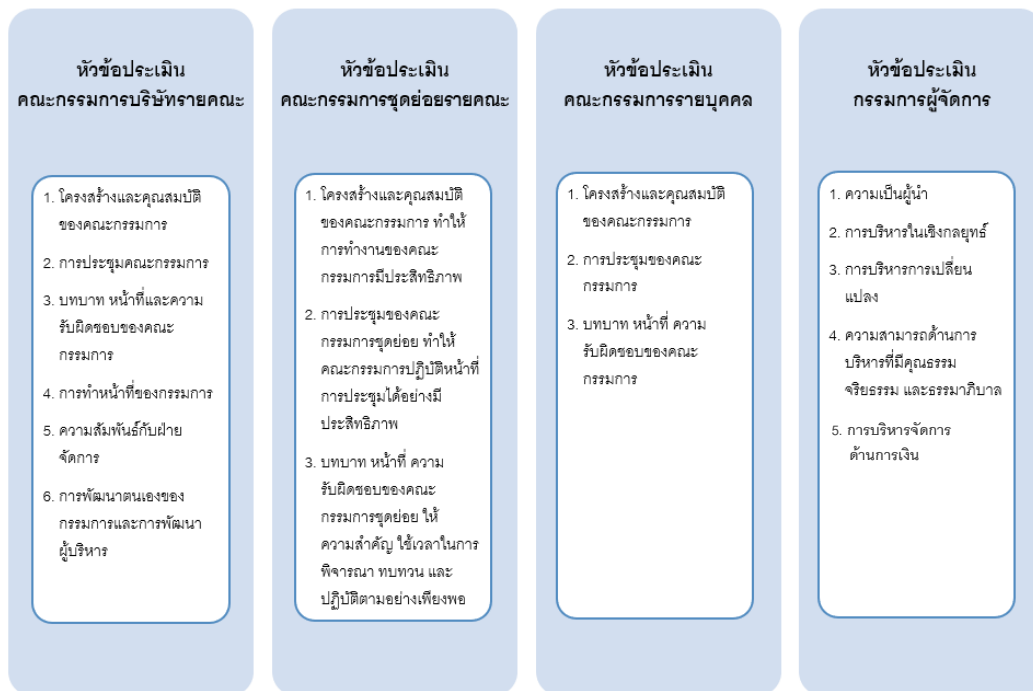 หัวข้อประเมิน
คณะกรรมการบริษัทรายคณะ
1. โครงสร้างและคุณสมบัติ
ของคณะกรรมการ
2. การประชุมคณะกรรมการ
3. บทบาท หน้าที่และความ
รับผิดชอบของคณะ
กรรมการ
4. การทำหน้าที่ของกรรมการ
5. ความสัมพันธ์กับฝ่าย
จัดการ
6. การพัฒนาตนเองของ
กรรมการและการพัฒนา
ผู้บริหาร
หัวข้อประเมิน
คณะกรรมการชุดย่อยรายคณะ
1. โครงสร้างและคุณสมบัติ
ของคณะกรรมการ ทำให้
การทำงานของคณะ
กรรมการมีประสิทธิภาพ
2. การประชุมของคณะ
กรรมการชุดย่อย ทำให้
คณะกรรมการปฏิบัติหน้าที่
การประชุมได้อย่างมี
ประสิทธิภาพ
3. บทบาท หน้าที่ ความ
รับผิดชอบของคณะ
กรรมการชุดย่อย ให้
ความสำคัญ ใช้เวลาในการ
พิจารณา ทบทวน และ
ปฏิบัติตามอย่างเพียงพอ
หัวข้อประเมิน
คณะกรรมการรายบุคคล
1. โครงสร้างและคุณสมบัติ
ของคณะกรรมการ
2. การประชุมของคณะ
กรรมการ
3. บทบาท หน้าที่ ความ
รับผิดชอบของคณะ
กรรมการ
หัวข้อประเมิน
กรรมการผู้จัดการ
1. ความเป็นผู้นำ
2. การบริหารในเชิงกลยุทธ์
3. การบริหารการเปลี่ยน
แปลง
4. ความสามารถด้านการ
บริหารที่มีคุณธรรม
จริยธรรม และธรรมาภิบาล
5. การบริหารจัดการ
ด้านการเงิน